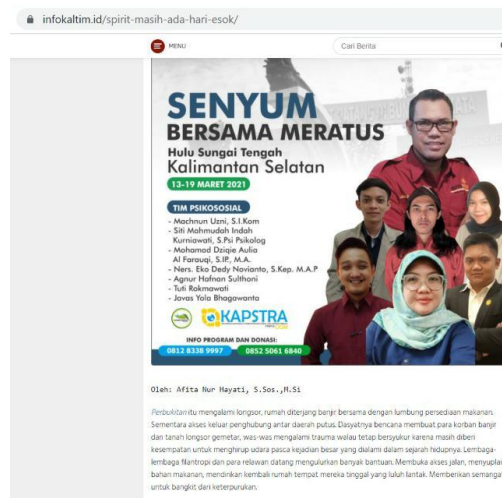 infokaltim.id/spirit-masih-ada-hari-esok/
MENU
Cari Berita
SENYUM
BERSAMA MERATUS
Hulu Sungai Tengah
Kalimantan Selatan
13-19 MARET 2021
TIM PSIKOSOSIAL
- Machnun Uzni, S.I.Kom
- Siti Mahmudah Indah
Kurniawati, S.Psi Psikolog
- Mohamad Dziqie Aulia
Al Farauqi, S.IP., M.A.
- Ners. Eko Dedy Novianto, S.Kep. M.A.P
- Agnur Hafnan Sulthoni
- Tuti Rokmawati
- Javas Yola Bhagawanta
KAPSTRA
INFO PROGRAM DAN DONASI:
0812 8338 9997
0852 5061 6840
Oleh: Afita Nur Hayati, S.Sos.,M.Si
Perbukitan itu mengalami longsor, rumah diterjang banjir bersama dengan lumbung persediaan makanan.
Sementara akses keluar penghubung antar daerah putus. Dasyatnya bencana membuat para korban banjir
dan tanah longsor gemetar, was-was mengalami trauma walau tetap bersyukur karena masih diberi
kesempatan untuk menghirup udara pasca kejadian besar yang dialami dalam sejarah hidupnya. Lembaga-
lembaga filantropi dan para relawan datang mengulurkan banyak bantuan. Membuka akses jalan, menyuplai
bahan makanan, mendirikan kembali rumah tempat mereka tinggal yang luluh lantak. Memberikan semangat
untuk bangkit dari keterpurukan.